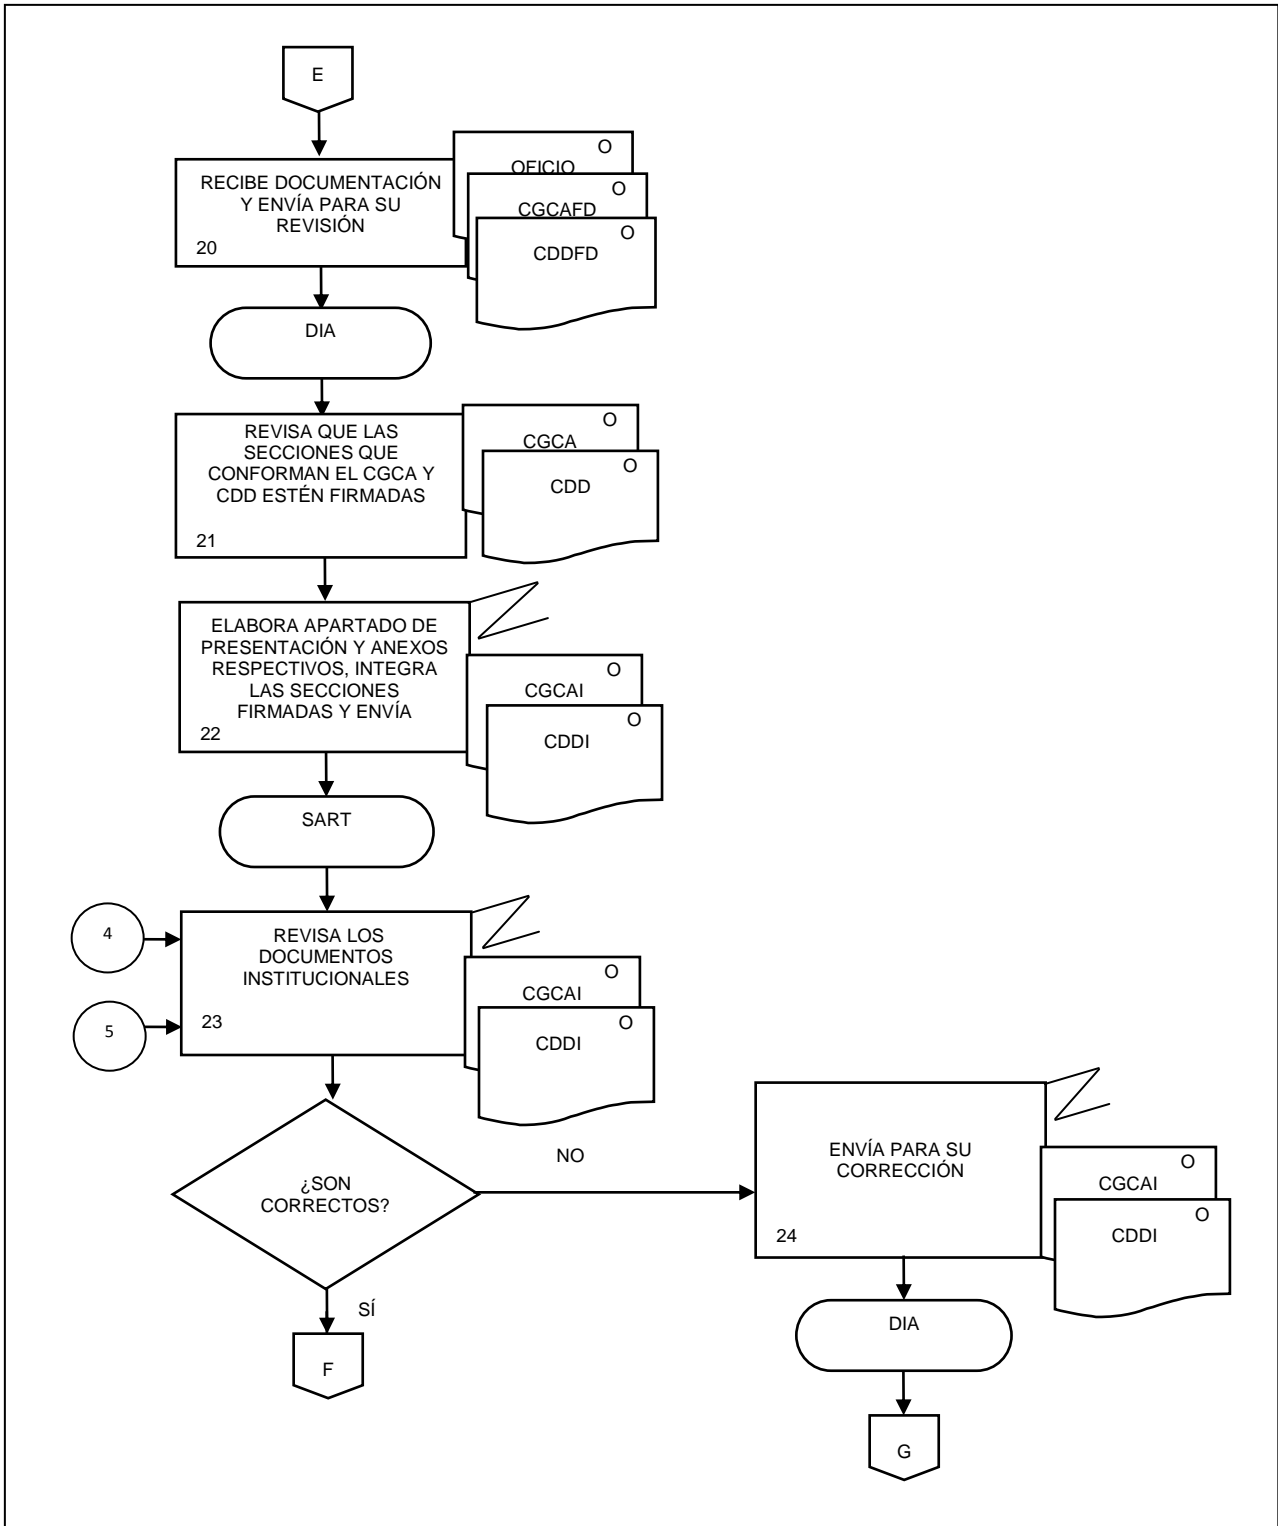 E
RECIBE DOCUMENTACIÓN
Y ENVÍA PARA SU
REVISIÓN
20
O
OFICIO
O
CGCAFD
O
CDDFD
DIA
REVISA QUE LAS
SECCIONES QUE
CONFORMAN EL CGCA Y
CDD ESTÉN FIRMADAS
21
O
CGCA
O
CDD
ELABORA APARTADO DE
PRESENTACIÓN Y ANEXOS
RESPECTIVOS, INTEGRA
LAS SECCIONES
FIRMADAS Y ENVÍA
22
O
CGCAI
O
CDDI
SART
4
5
REVISA LOS
DOCUMENTOS
INSTITUCIONALES
23
O
CGCAI
O
CDDI
¿SON
CORRECTOS?
NO
SÍ
F
ENVÍA PARA SU
CORRECCIÓN
24
O
CGCAI
O
CDDI
DIA
G